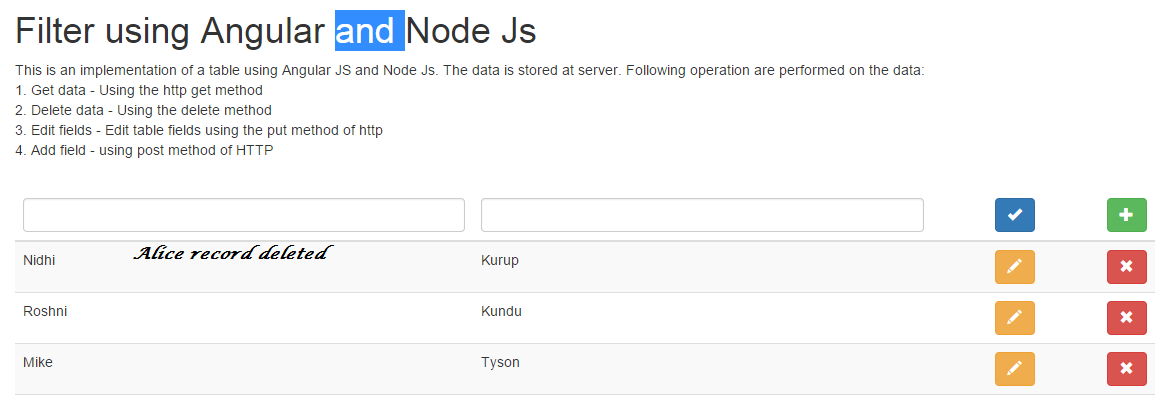 Filter using Angular and Node Js
This is an implementation of a table using Angular JS and Node Js. The data is stored at server. Following operation are performed on the data:
1. Get data - Using the http get method
2. Delete data - Using the delete method
3. Edit fields - Edit table fields using the put method of http
4. Add field - using post method of HTTP
Alice record deleted
Nidhi Kurup
Roshni Kundu
Mike Tyson